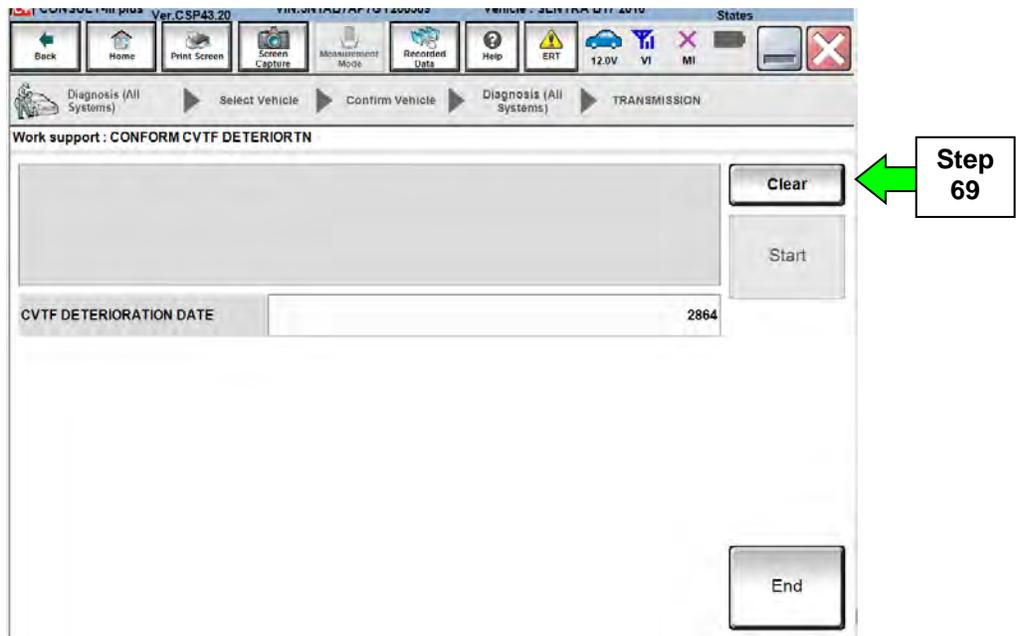 Ver.CSP43.20 States
Back Home Print Screen Screen Capture Measurement Mode Recorded Data Help ERT 12.0V VI MI
Diagnosis (All Systems) Select Vehicle Confirm Vehicle Diagnosis (All Systems) TRANSMISSION
Work support : CONFORM CVTF DETERIORTN
Clear
Step
69
Start
CVTF DETERIORATION DATE 2864
End